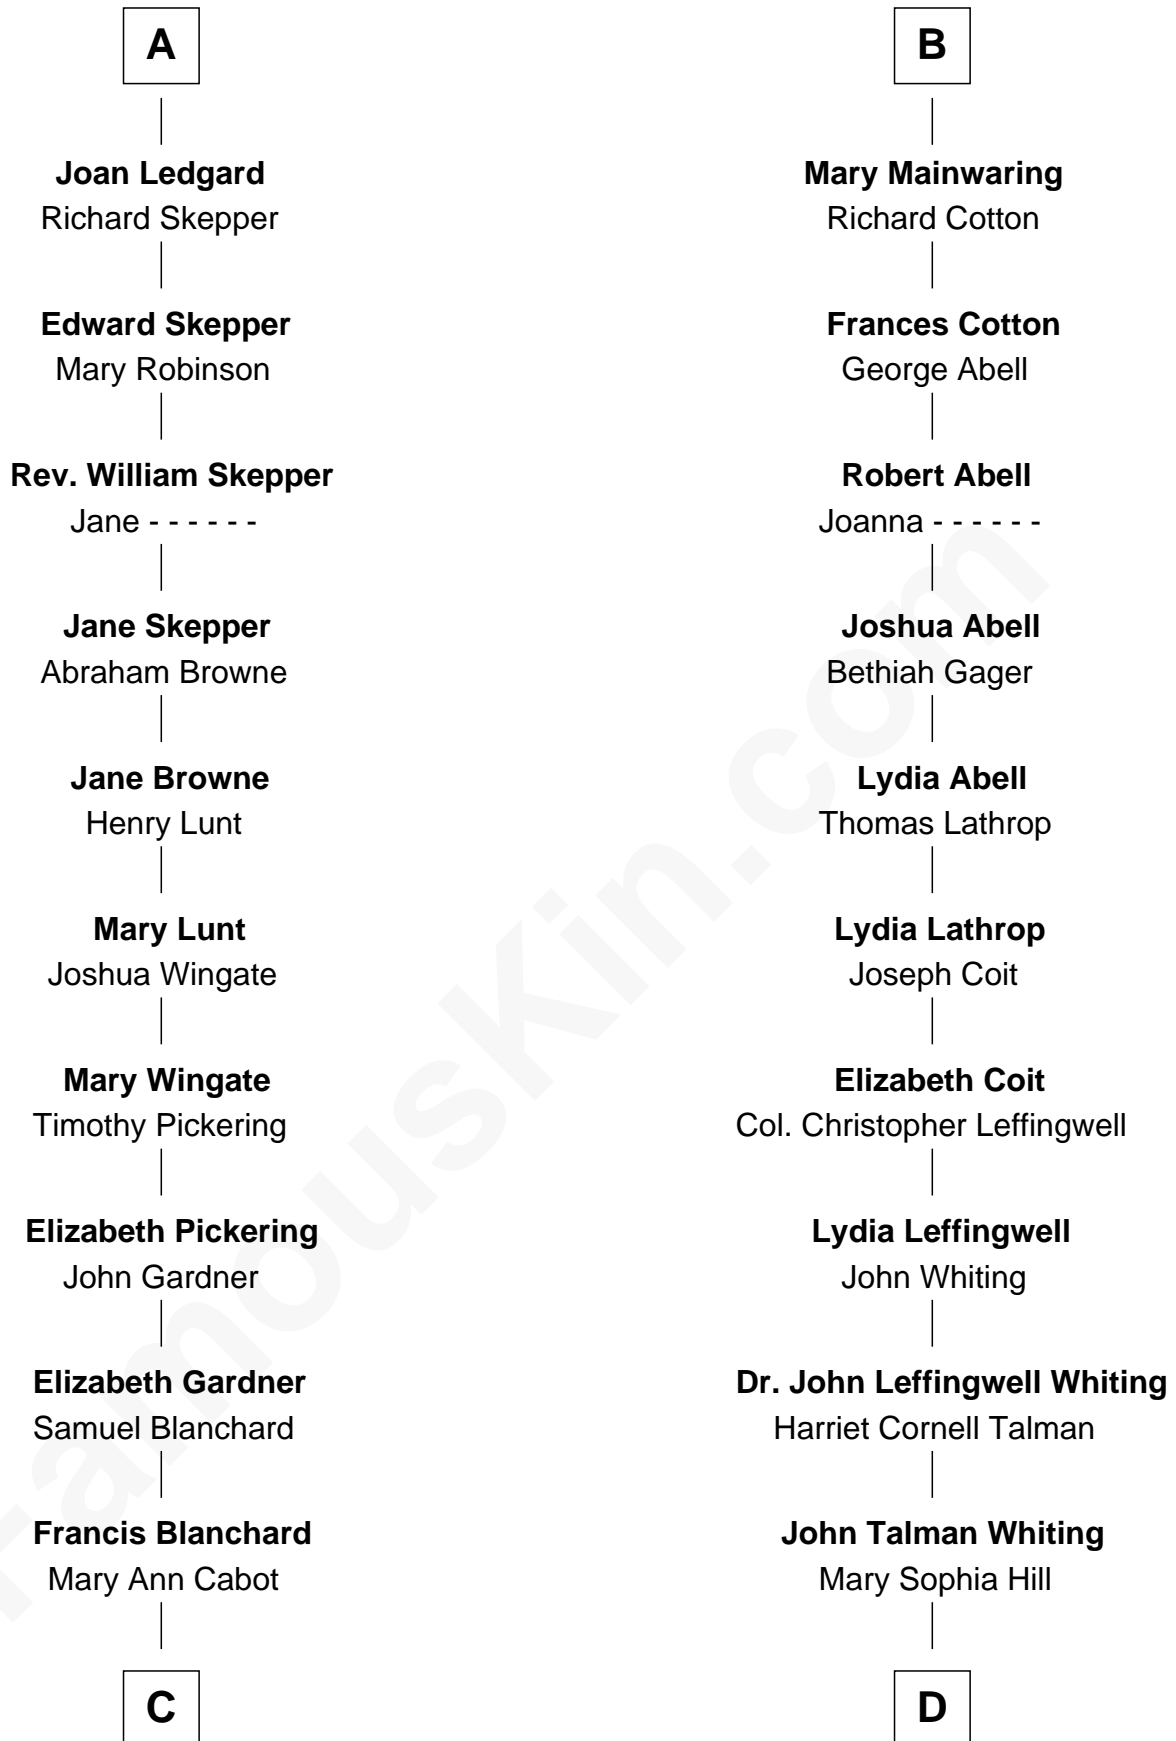 A
Joan Ledgard
Richard Skepper
Edward Skepper
Mary Robinson
Rev. William Skepper
Jane - - - - - -
Jane Skepper
Abraham Browne
Jane Browne
Henry Lunt
Mary Lunt
Joshua Wingate
Mary Wingate
Timothy Pickering
Elizabeth Pickering
John Gardner
Elizabeth Gardner
Samuel Blanchard
Francis Blanchard
Mary Ann Cabot
C
B
Mary Mainwaring
Richard Cotton
Frances Cotton
George Abell
Robert Abell
Joanna - - - - - -
Joshua Abell
Bethiah Gager
Lydia Abell
Thomas Lathrop
Lydia Lathrop
Joseph Coit
Elizabeth Coit
Col. Christopher Leffingwell
Lydia Leffingwell
John Whiting
Dr. John Leffingwell Whiting
Harriet Cornell Talman
John Talman Whiting
Mary Sophia Hill
D
FamousKin.com